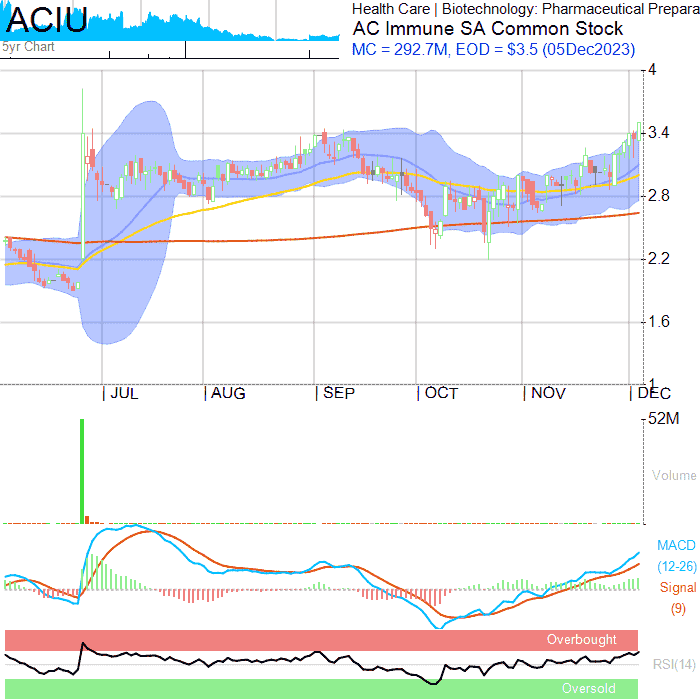 ACIU
5yr Chart
Health Care | Biotechnology: Pharmaceutical Prepara
AC Immune SA Common Stock
MC = 292.7M, EOD = $3.5 (05Dec2023)
4
3.4
2.8
2.2
1.6
1
JUL
AUG
SEP
OCT
NOV
DEC
52M
Volume
MACD
(12-26)
Signal
(9)
Overbought
RSI(14)
Oversold